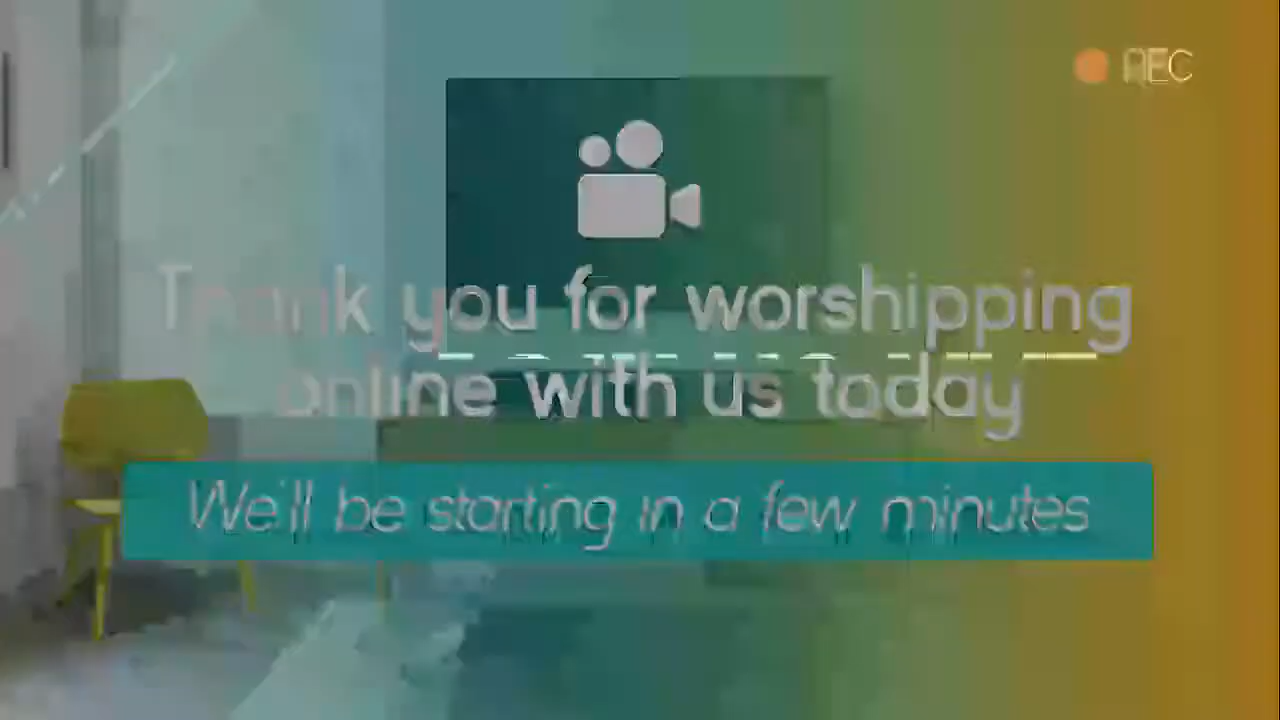 REC
Thank you for worshipping
online with us today
We'll be starting in a few minutes